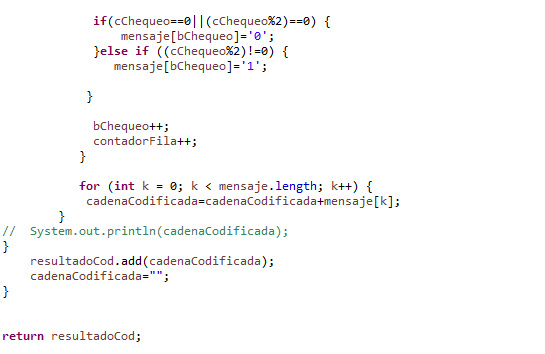 if(cChequeo==0||(cChequeo%2)==0) {
mensaje[bChequeo]='0';
}else if ((cChequeo%2)!=0) {
mensaje[bChequeo]='1';
}
bChequeo++;
contadorFila++;
}
for (int k = 0; k < mensaje.length; k++) {
cadenaCodificada=cadenaCodificada+mensaje[k];
}
//  System.out.println(cadenaCodificada);
}
resultadoCod.add(cadenaCodificada);
cadenaCodificada="";
}
return resultadoCod;